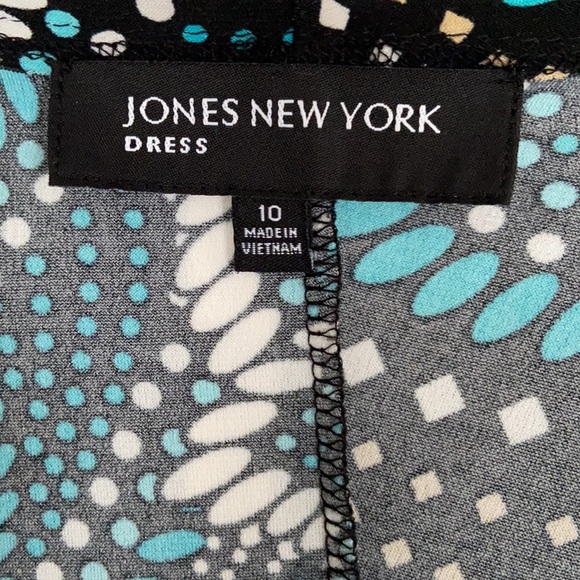 JONES NEW YORK
DRESS
10
MADE IN
VIETNAM